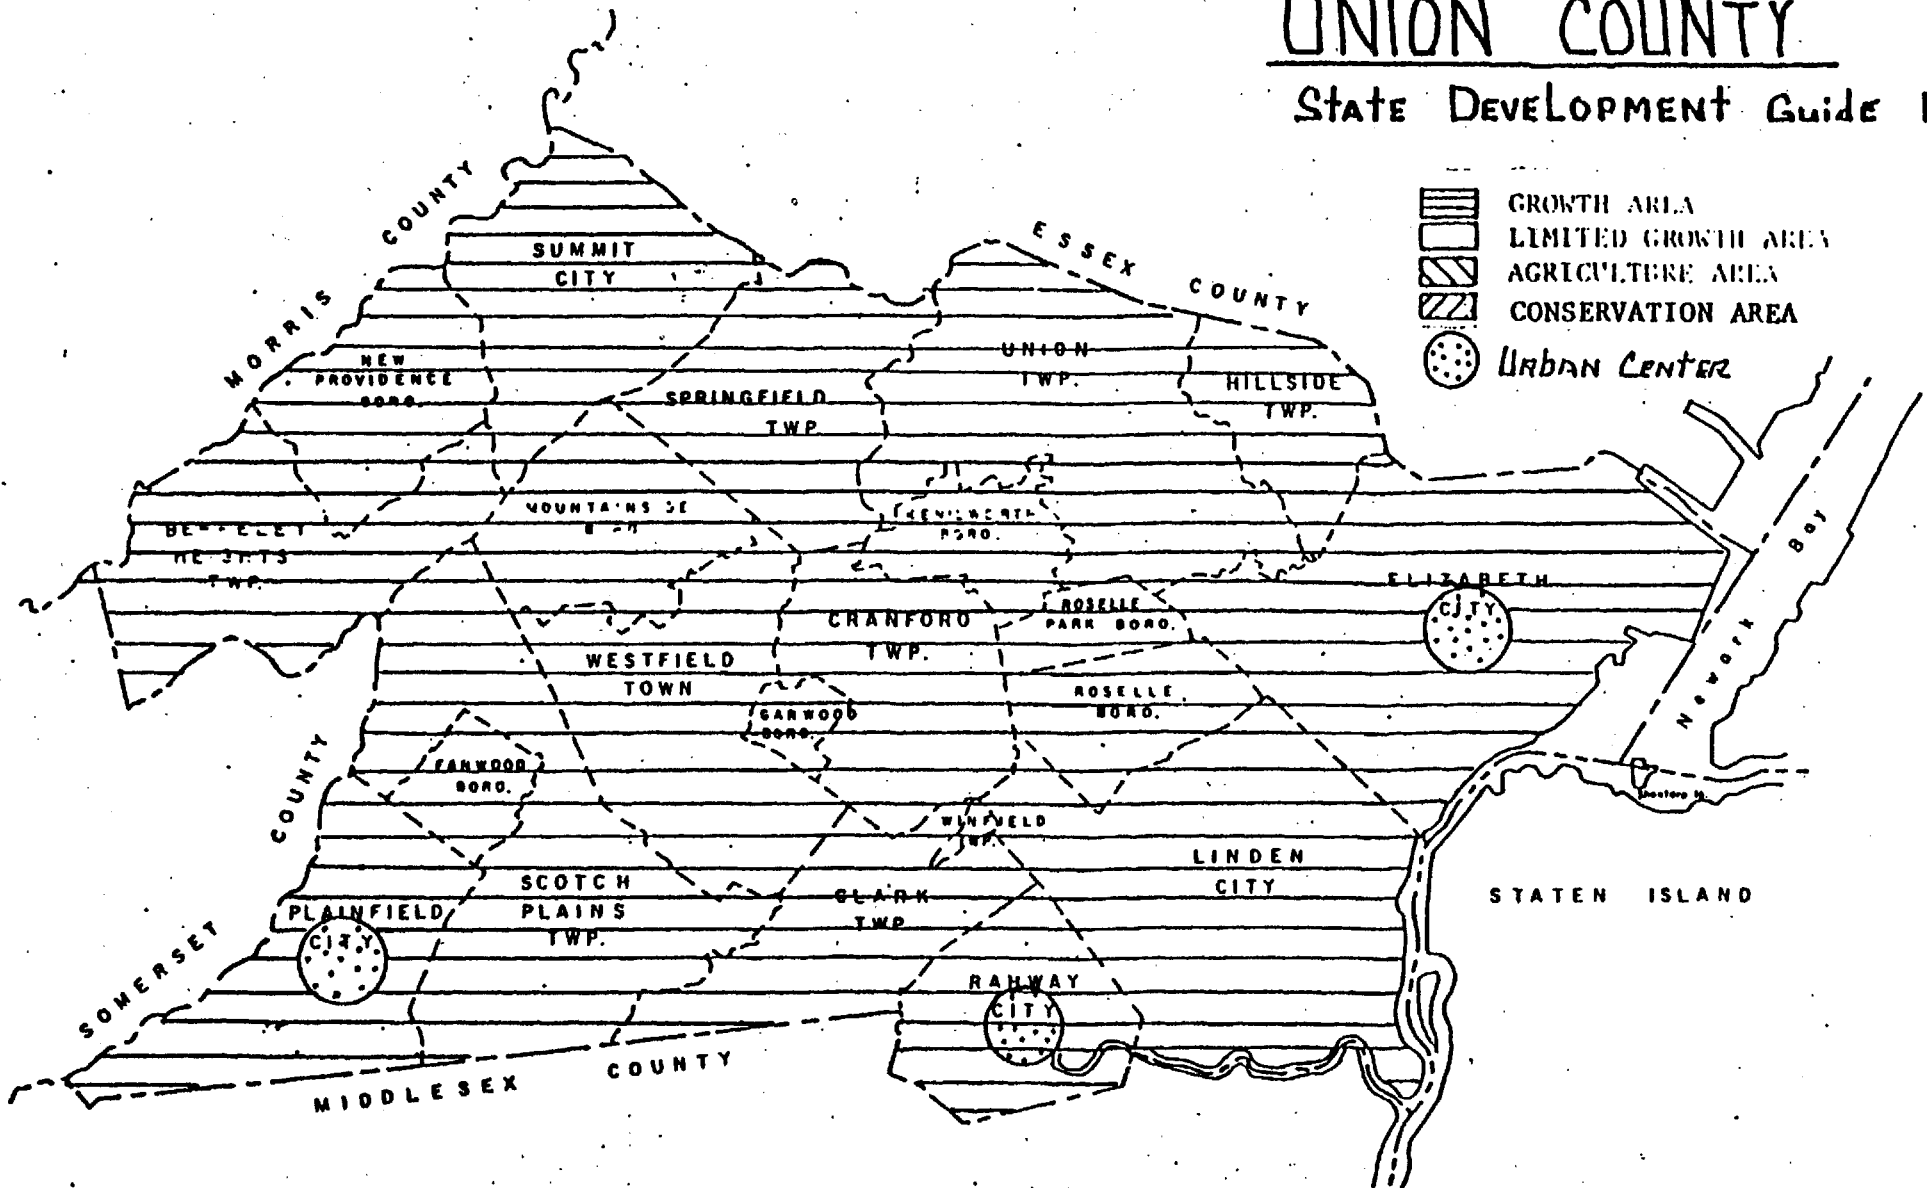 UNION COUNTY
State DEVELOPMENT Guide
GROWTH AREA
LIMITED GROWTH AREA
AGRICULTURE AREA
CONSERVATION AREA
URBAN CENTER
MORRIS COUNTY
ESSEX COUNTY
SUMMIT
CITY
NEW
PROVIDENCE
BORO.
UNION
TWP.
HILLSIDE
TWP.
SPRINGFIELD
TWP
BERKELEY
HEIGHTS
TWP.
MOUNTAINSIDE
KENILWORTH
BORO.
ELIZABETH
CITY
Newark Bay
ROSELLE
PARK BORO.
CRANFORD
TWP.
WESTFIELD
TOWN
ROSELLE
BORO.
GARWOOD
BORO.
FANWOOD
BORO.
WINFIELD
TWP.
LINDEN
CITY
SCOTCH
PLAINS
TWP.
CLARK
TWP
PLAINFIELD
CITY
RAHWAY
CITY
STATEN ISLAND
SOMERSET COUNTY
MIDDLESEX COUNTY